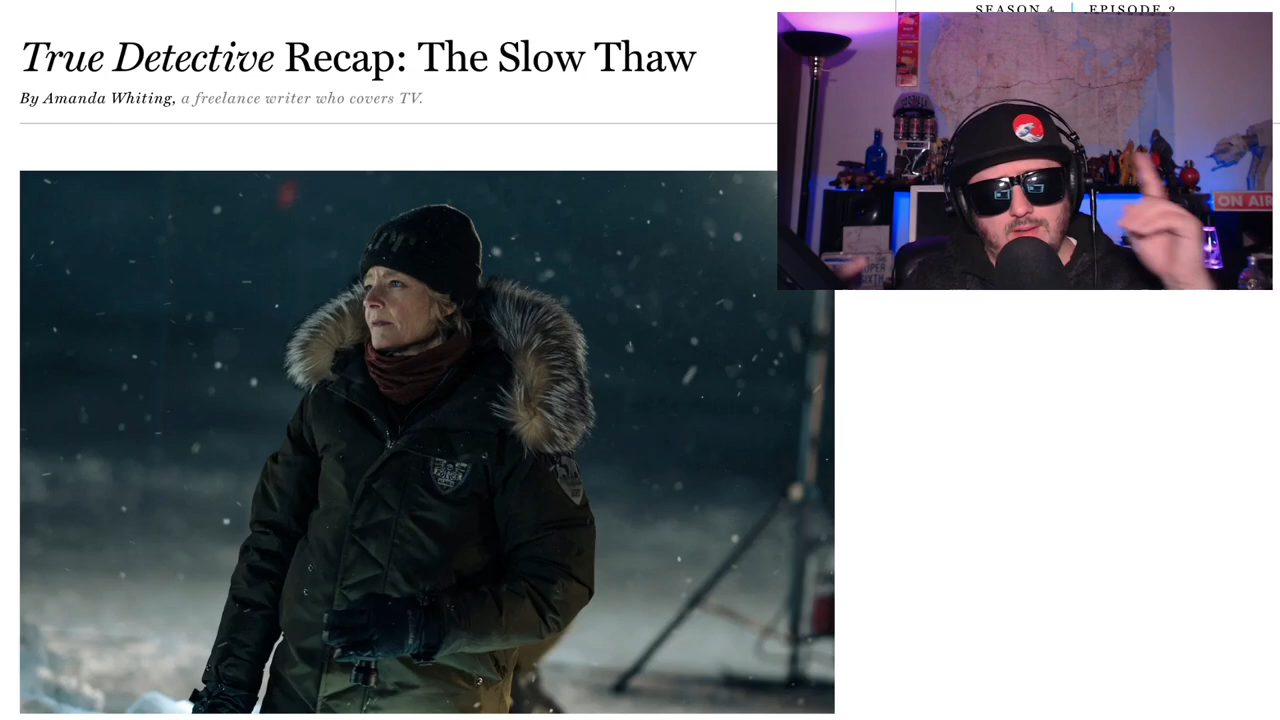 SEASON 4 | EPISODE 2
True Detective Recap: The Slow Thaw
By Amanda Whiting, a freelance writer who covers TV.
POLICE
ON AIR